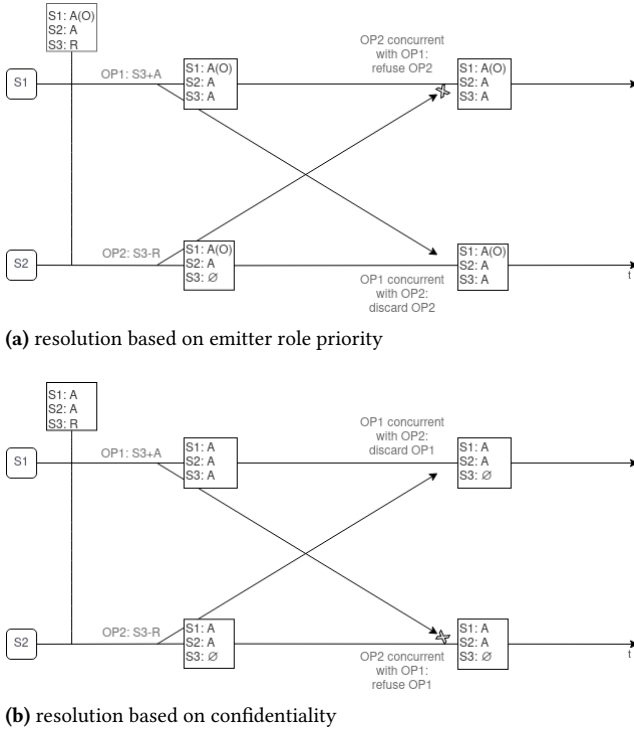 S1: A(O)
S2: A
S3: R
OP1: S3+A
S1
S1: A(O)
S2: A
S3: A
OP2 concurrent
with OP1:
refuse OP2
S1: A(O)
S2: A
S3: A
OP2: S3-R
S2
S1: A(O)
S2: A
S3: ∅
OP1 concurrent
with OP2:
discard OP2
S1: A(O)
S2: A
S3: A
t
(a) resolution based on emitter role priority
S1: A
S2: A
S3: R
OP1: S3+A
S1
S1: A
S2: A
S3: A
OP1 concurrent
with OP2:
discard OP1
S1: A
S2: A
S3: ∅
OP2: S3-R
S2
S1: A
S2: A
S3: ∅
OP2 concurrent
with OP1:
refuse OP1
S1: A
S2: A
S3: ∅
t
(b) resolution based on confidentiality